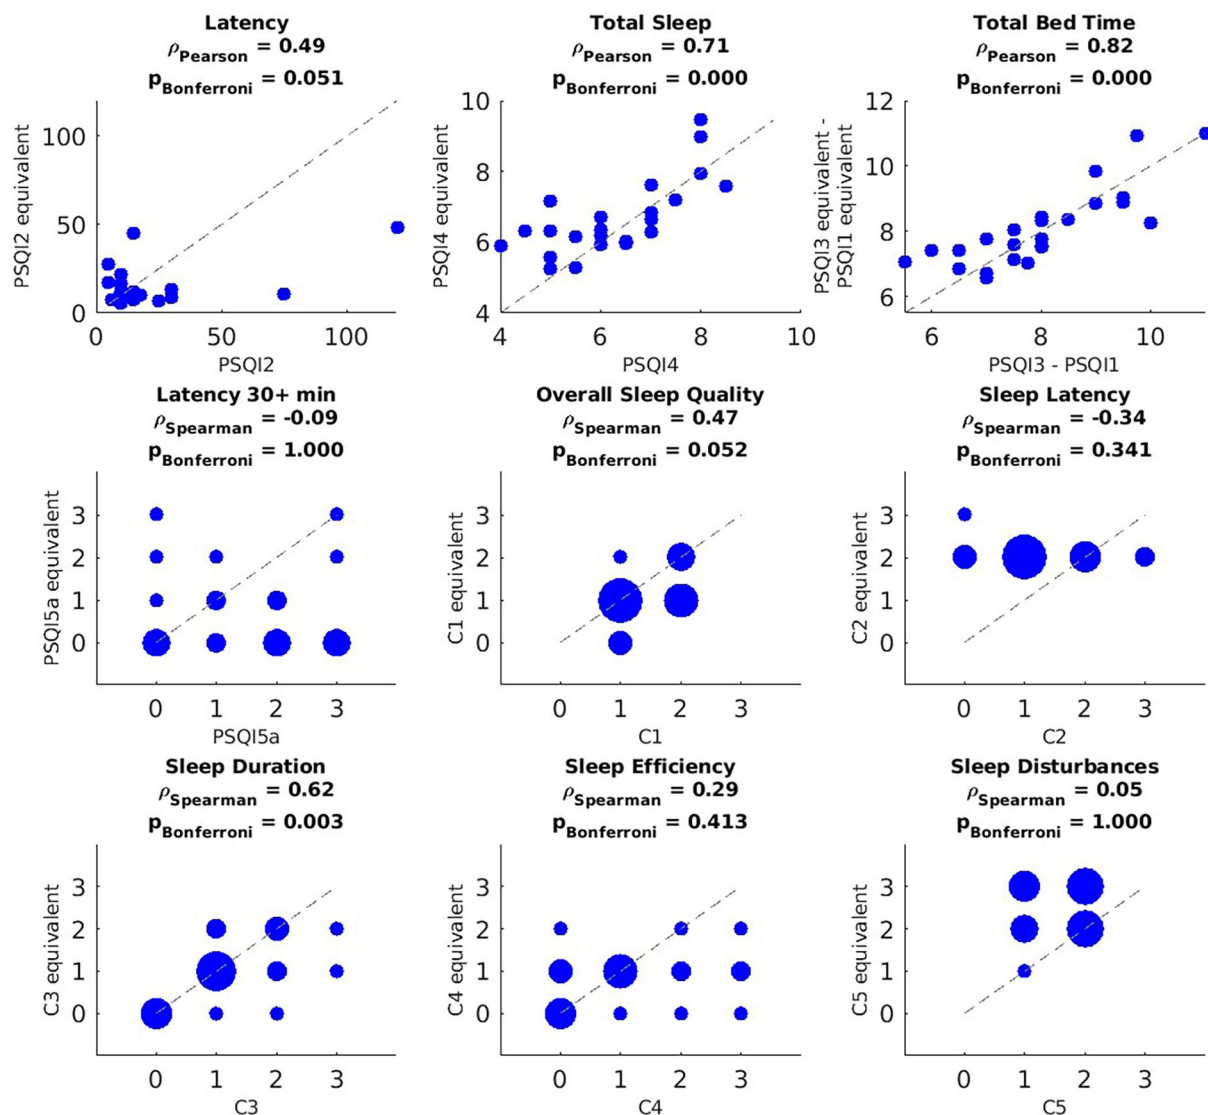 Latency
ρPearson = 0.49
pBonferroni = 0.051
PSQI2 equivalent
100
50
0
0 50 100
PSQI2
Total Sleep
ρPearson = 0.71
pBonferroni = 0.000
PSQI4 equivalent
10
8
6
4
4 6 8 10
PSQI4
Total Bed Time
ρPearson = 0.82
pBonferroni = 0.000
PSQI3 equivalent -
PSQI1 equivalent
12
10
8
6
6 8 10
PSQI3 - PSQI1
Latency 30+ min
ρSpearman = -0.09
pBonferroni = 1.000
PSQI5a equivalent
3
2
1
0
0 1 2 3
PSQI5a
Overall Sleep Quality
ρSpearman = 0.47
pBonferroni = 0.052
C1 equivalent
3
2
1
0
0 1 2 3
C1
Sleep Latency
ρSpearman = -0.34
pBonferroni = 0.341
C2 equivalent
3
2
1
0
0 1 2 3
C2
Sleep Duration
ρSpearman = 0.62
pBonferroni = 0.003
C3 equivalent
3
2
1
0
0 1 2 3
C3
Sleep Efficiency
ρSpearman = 0.29
pBonferroni = 0.413
C4 equivalent
3
2
1
0
0 1 2 3
C4
Sleep Disturbances
ρSpearman = 0.05
pBonferroni = 1.000
C5 equivalent
3
2
1
0
0 1 2 3
C5